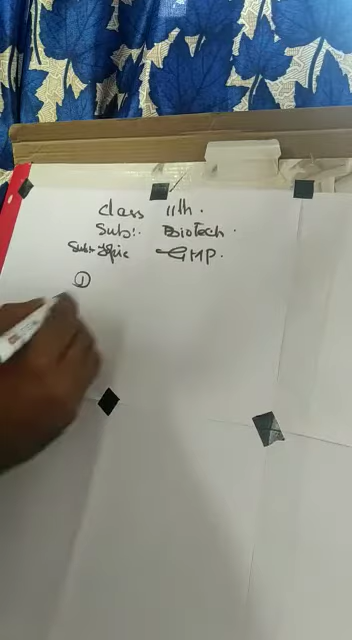 class 11th.
Sub:. Biotech.
Sub-Topic GMP.
①